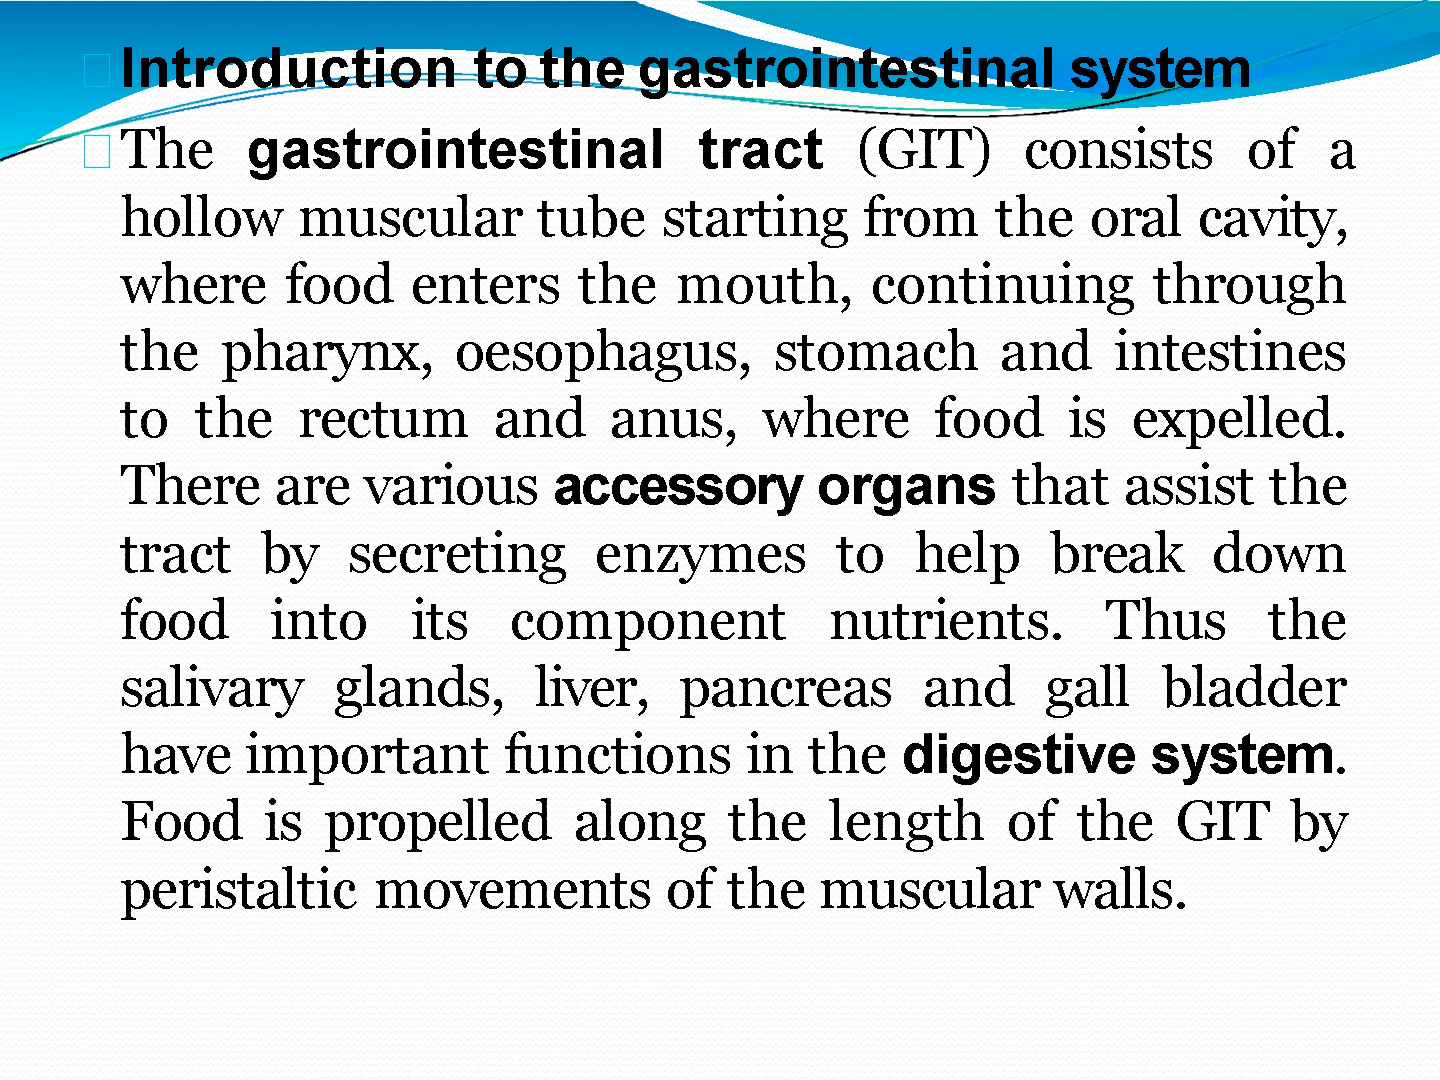 Introduction to the gastrointestinal system
The gastrointestinal tract (GIT) consists of a
hollow muscular tube starting from the oral cavity,
where food enters the mouth, continuing through
the pharynx, oesophagus, stomach and intestines
to the rectum and anus, where food is expelled.
There are various accessory organs that assist the
tract by secreting enzymes to help break down
food into its component nutrients. Thus the
salivary glands, liver, pancreas and gall bladder
have important functions in the digestive system.
Food is propelled along the length of the GIT by
peristaltic movements of the muscular walls.